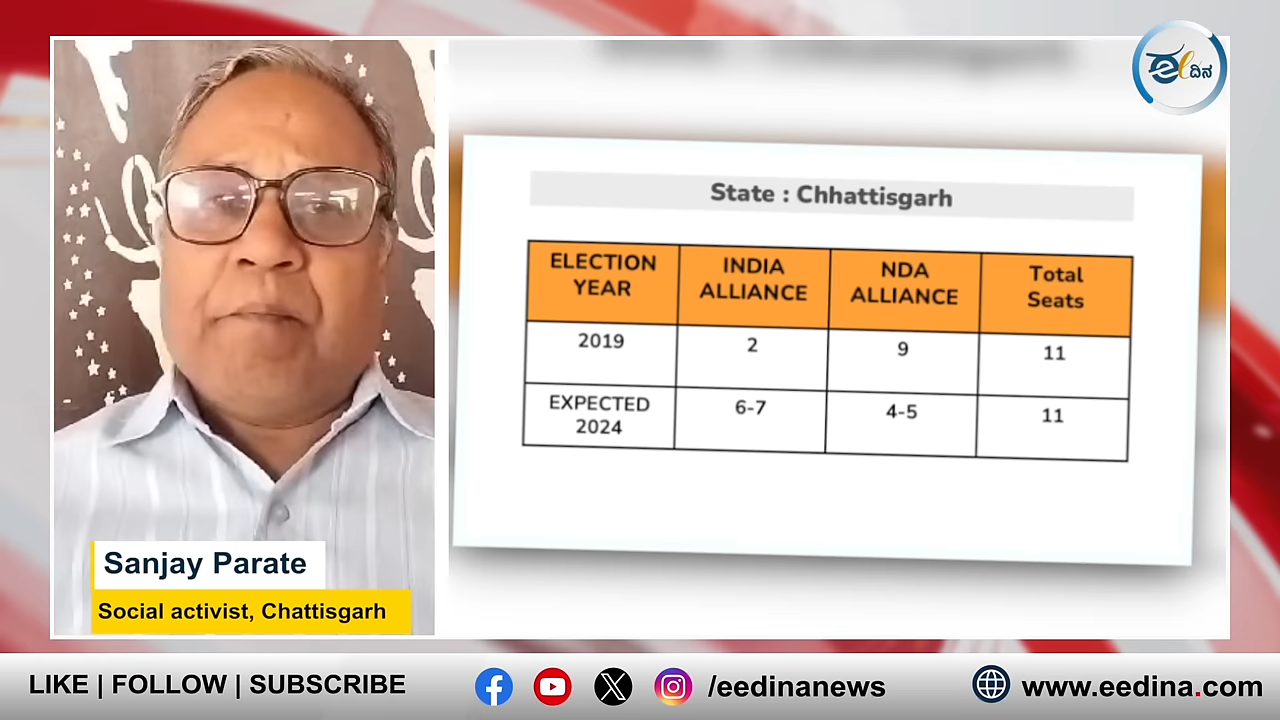 ಈ ದಿನ
State : Chhattisgarh
ELECTION YEAR
INDIA ALLIANCE
NDA ALLIANCE
Total Seats
2019
2
9
11
EXPECTED 2024
6-7
4-5
11
Sanjay Parate
Social activist, Chattisgarh
LIKE | FOLLOW | SUBSCRIBE
/eedinanews
www.eedina.com